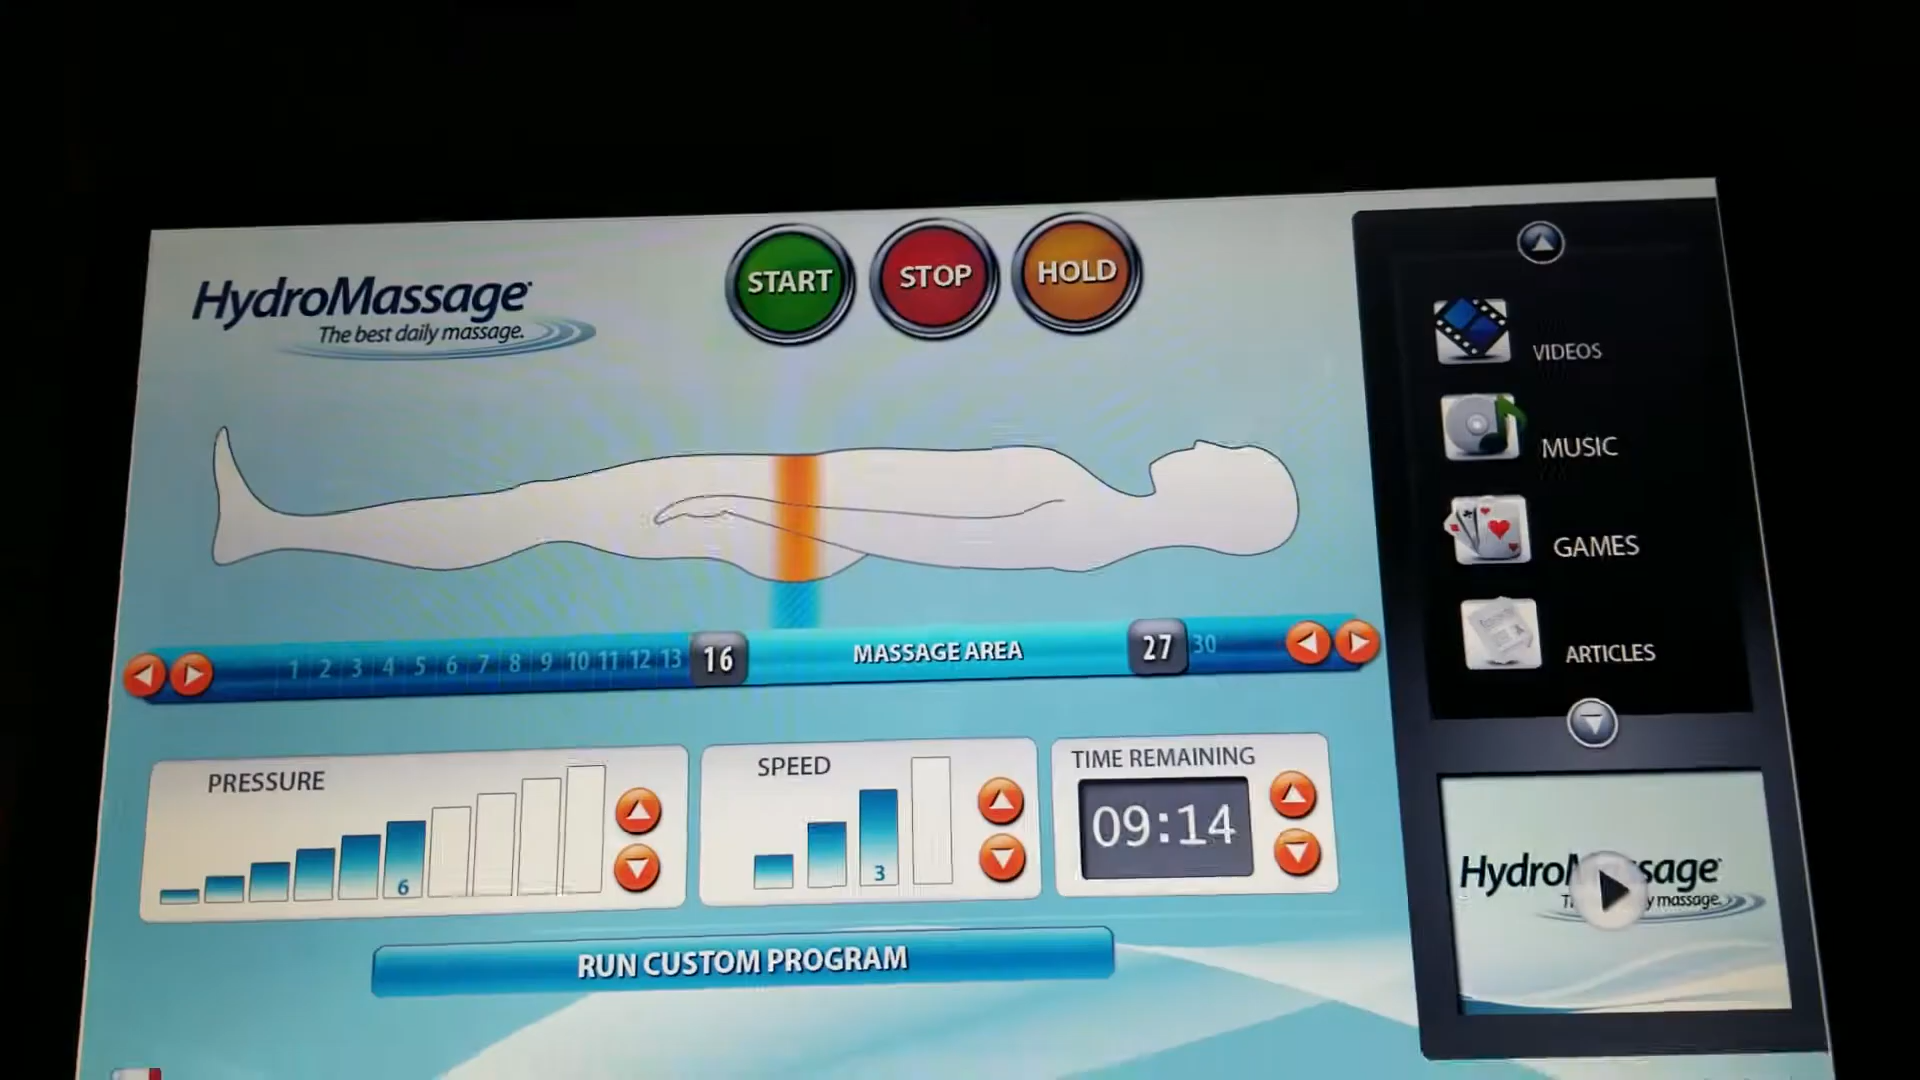 START
STOP
HOLD
HydroMassage
The best daily massage.
VIDEOS
MUSIC
GAMES
ARTICLES
1 2 3 4 5 6 7 8 9 10 11 12 13 16 MASSAGE AREA 27 30
PRESSURE
6
SPEED
3
TIME REMAINING
09:14
RUN CUSTOM PROGRAM
massage.